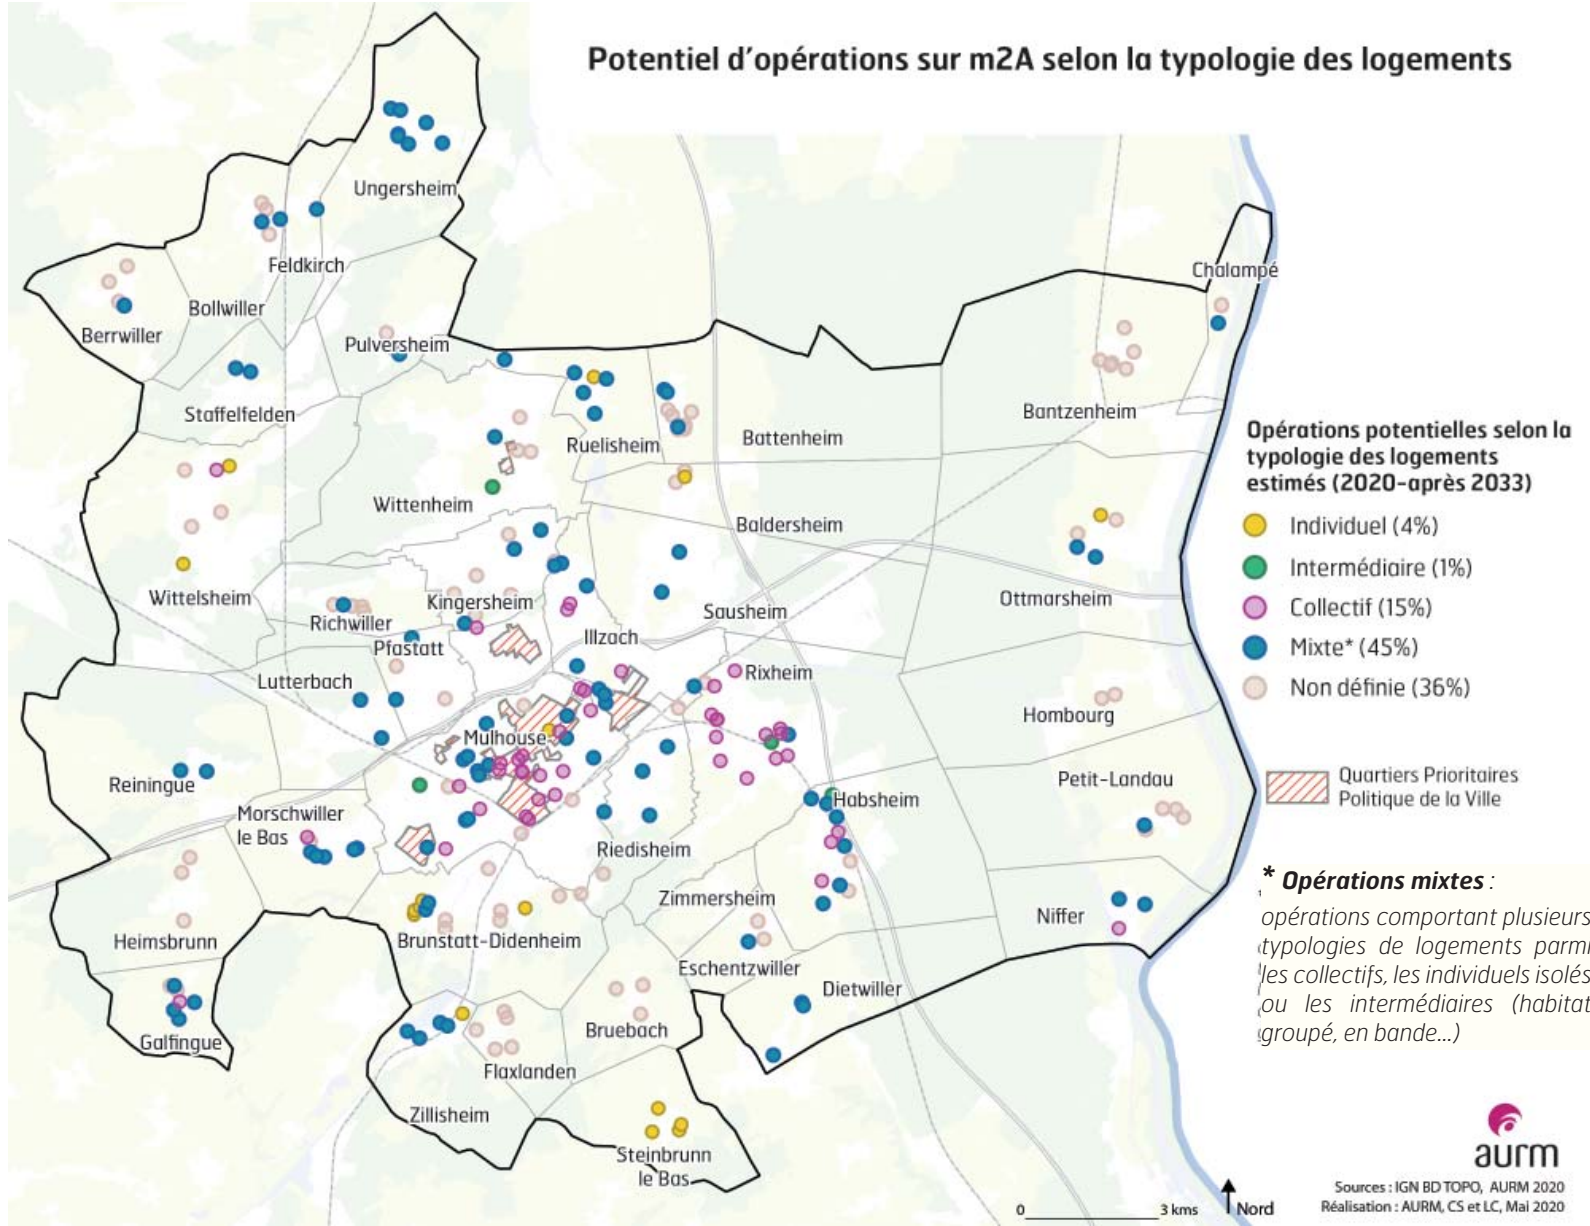 Potentiel d'opérations sur m2A selon la typologie des logements
Ungersheim
Feldkirch
Chalampé
Bollwiller
Berrwiller
Pulversheim
Staffelfelden
Bantzenheim
Ruelisheim
Battenheim
Wittenheim
Baldersheim
Wittelsheim
Kingersheim
Ottmarsheim
Sausheim
Richwiller
Illzach
Pfastatt
Rixheim
Lutterbach
Hombourg
Mulhouse
Reiningue
Petit-Landau
Habsheim
Morschwiller
le Bas
Riedisheim
Zimmersheim
Niffer
Heimsbrunn
Brunstatt-Didenheim
Eschentzwiller
Dietwiller
Bruebach
Galfingue
Flaxlanden
Zillisheim
Steinbrunn
le Bas
Opérations potentielles selon la
typologie des logements
estimés (2020-après 2033)
Individuel (4%)
Intermédiaire (1%)
Collectif (15%)
Mixte* (45%)
Non définie (36%)
Quartiers Prioritaires
Politique de la Ville
* Opérations mixtes :
opérations comportant plusieurs
typologies de logements parmi
les collectifs, les individuels isolés
ou les intermédiaires (habitat
groupé, en bande...)
aurm
0 3 kms
Nord
Sources : IGN BD TOPO, AURM 2020
Réalisation : AURM, CS et LC, Mai 2020